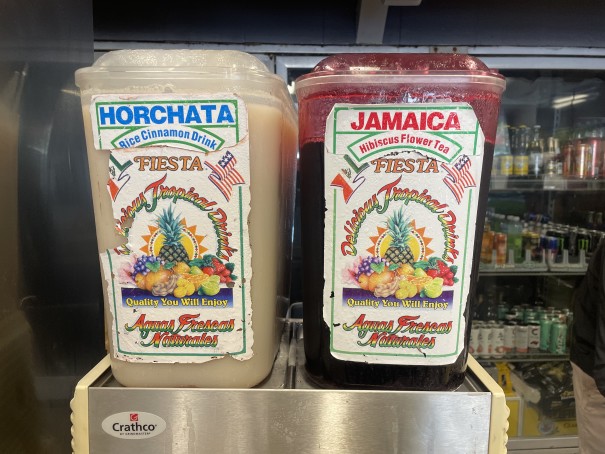 HORCHATA
Rice Cinnamon Drink
FIESTA
Delicious Tropical Drinks
Quality You Will Enjoy
Aguas Frescas
Naturales
JAMAICA
Hibiscus Flower Tea
FIESTA
Delicious Tropical Drinks
Quality You Will Enjoy
Aguas Frescas
Naturales
Crathco